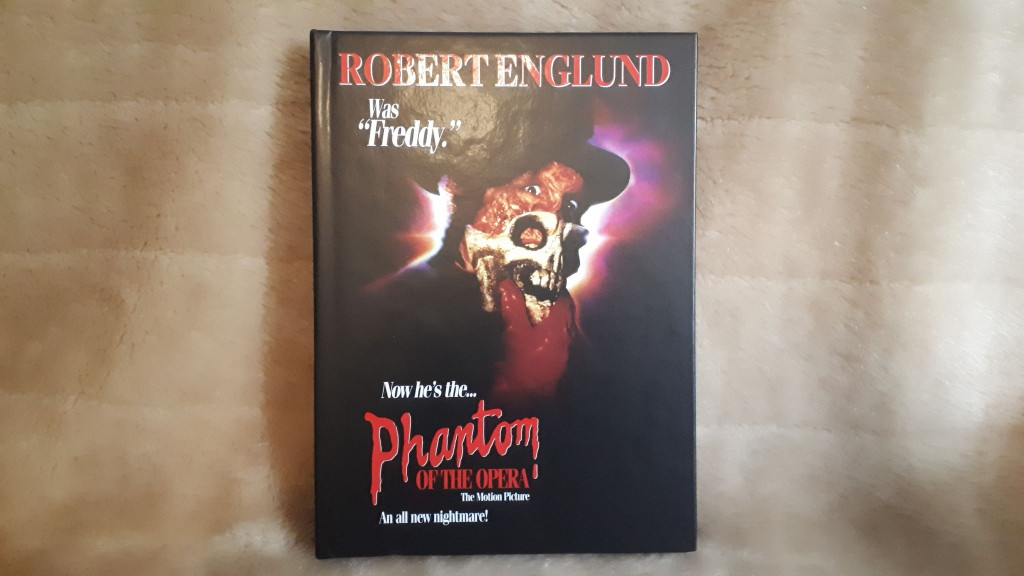 ROBERT ENGLUND
Was
“Freddy.”
Now he's the...
Phantom
OF THE OPERA
The Motion Picture
An all new nightmare!